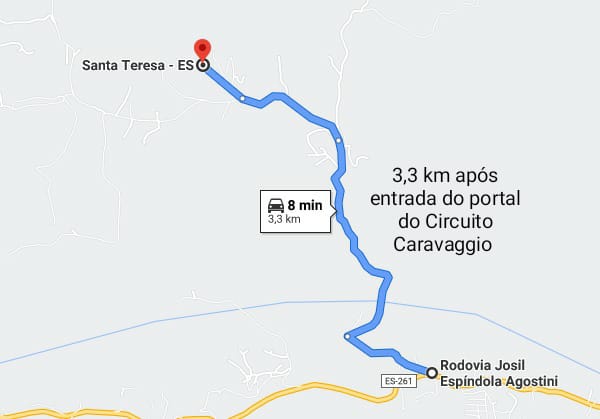 Santa Teresa - ES
3,3 km após
entrada do portal
do Circuito
Caravaggio
8 min
3,3 km
Rodovia Josil
Espíndola Agostini
ES-261